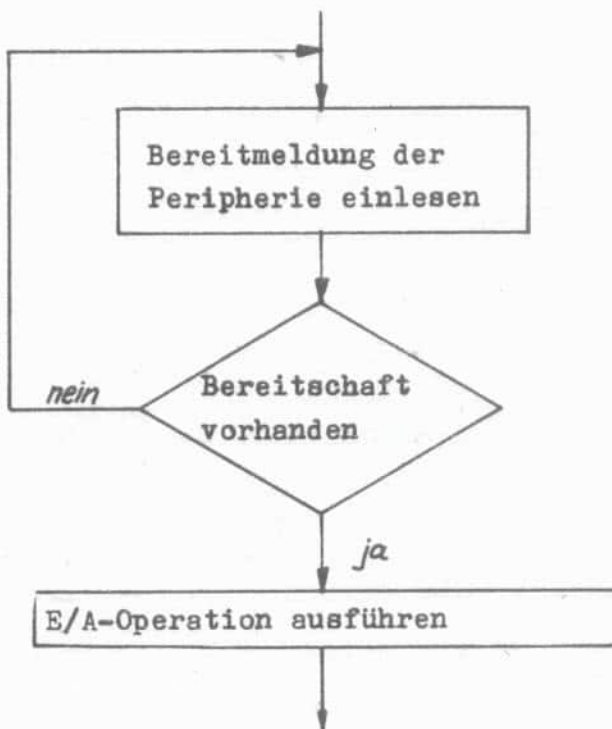 Bereitmeldung der
Peripherie einlesen
Bereitschaft
vorhanden
nein
ja
E/A-Operation ausführen